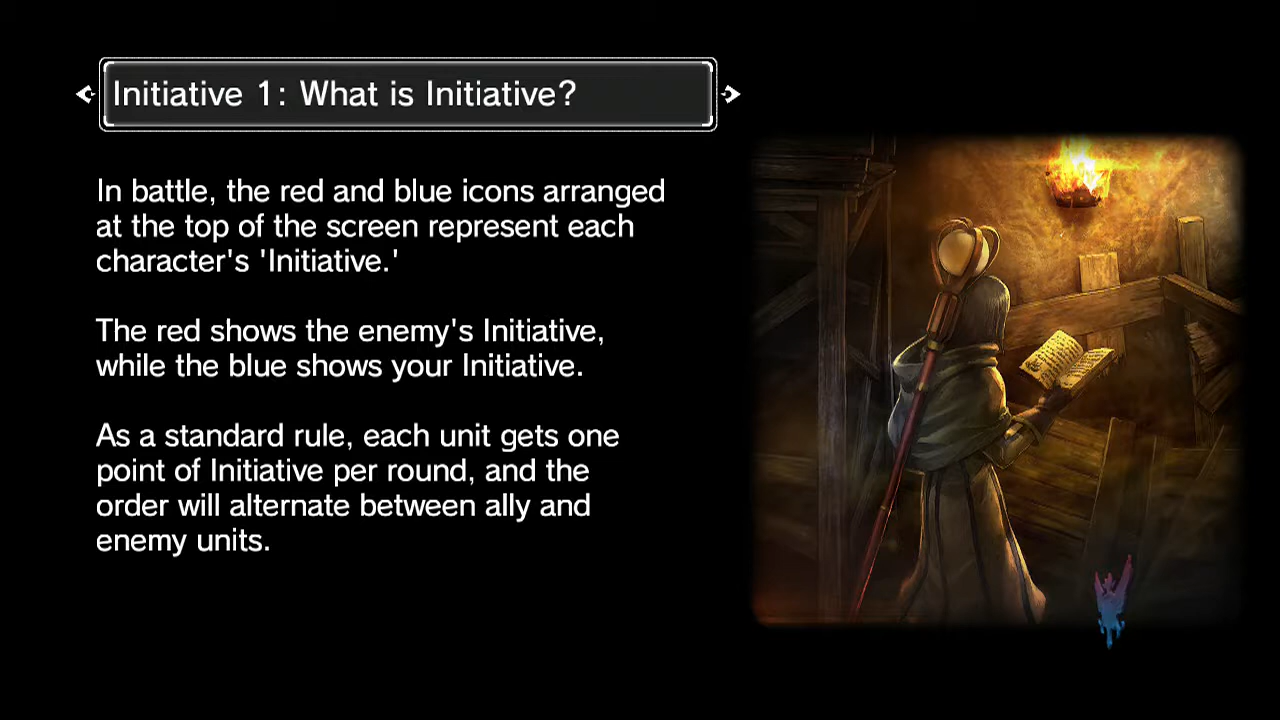 Initiative 1: What is Initiative?
In battle, the red and blue icons arranged
at the top of the screen represent each
character's 'Initiative.'
The red shows the enemy's Initiative,
while the blue shows your Initiative.
As a standard rule, each unit gets one
point of Initiative per round, and the
order will alternate between ally and
enemy units.